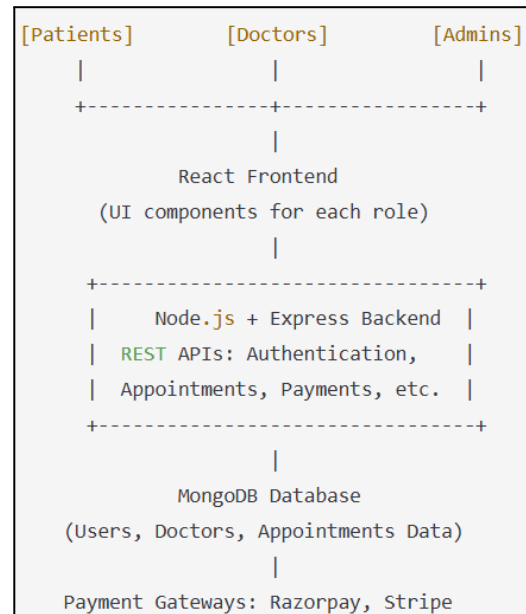 [Patients] [Doctors] [Admins]
React Frontend
(UI components for each role)
Node.js + Express Backend
REST APIs: Authentication,
Appointments, Payments, etc.
MongoDB Database
(Users, Doctors, Appointments Data)
Payment Gateways: Razorpay, Stripe